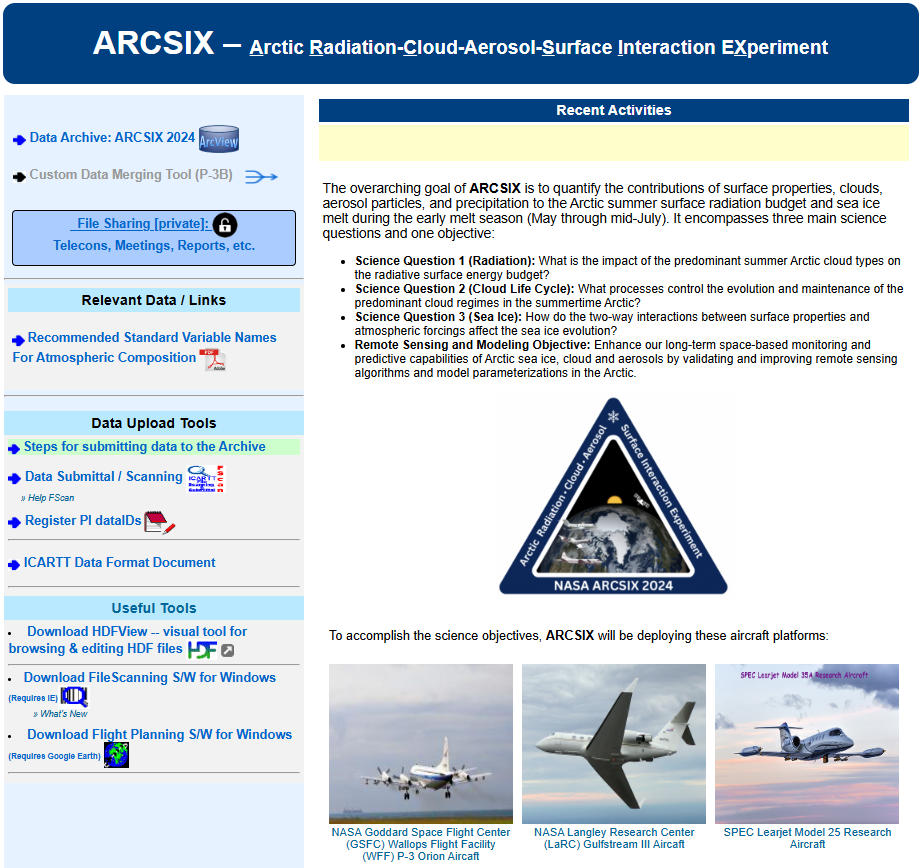 ARCSIX – Arctic Radiation-Cloud-Aerosol-Surface Interaction EXperiment
Data Archive: ARCSIX 2024 ArcView
Custom Data Merging Tool (P-3B)
File Sharing [private]:
Telecons, Meetings, Reports, etc.
Relevant Data / Links
Recommended Standard Variable Names
For Atmospheric Composition
PDF
Adobe
Data Upload Tools
Steps for submitting data to the Archive
Data Submittal / Scanning ICARTT
» Help FScan
Register PI dataIDs
ICARTT Data Format Document
Useful Tools
Download HDFView -- visual tool for
browsing & editing HDF files HDF
Download FileScanning S/W for Windows
(Requires IE)
» What's New
Download Flight Planning S/W for Windows
(Requires Google Earth)
Recent Activities
The overarching goal of ARCSIX is to quantify the contributions of surface properties, clouds,
aerosol particles, and precipitation to the Arctic summer surface radiation budget and sea ice
melt during the early melt season (May through mid-July). It encompasses three main science
questions and one objective:
Science Question 1 (Radiation): What is the impact of the predominant summer Arctic cloud types on
the radiative surface energy budget?
Science Question 2 (Cloud Life Cycle): What processes control the evolution and maintenance of the
predominant cloud regimes in the summertime Arctic?
Science Question 3 (Sea Ice): How do the two-way interactions between surface properties and
atmospheric forcings affect the sea ice evolution?
Remote Sensing and Modeling Objective: Enhance our long-term space-based monitoring and
predictive capabilities of Arctic sea ice, cloud and aerosols by validating and improving remote sensing
algorithms and model parameterizations in the Arctic.
Arctic Radiation • Cloud • Aerosol
Surface Interaction Experiment
NASA ARCSIX 2024
To accomplish the science objectives, ARCSIX will be deploying these aircraft platforms:
SPEC Learjet Model 35A Research Aircraft
NASA Goddard Space Flight Center
(GSFC) Wallops Flight Facility
(WFF) P-3 Orion Aircaft
NASA Langley Research Center
(LaRC) Gulfstream III Aircaft
SPEC Learjet Model 25 Research
Aircraft